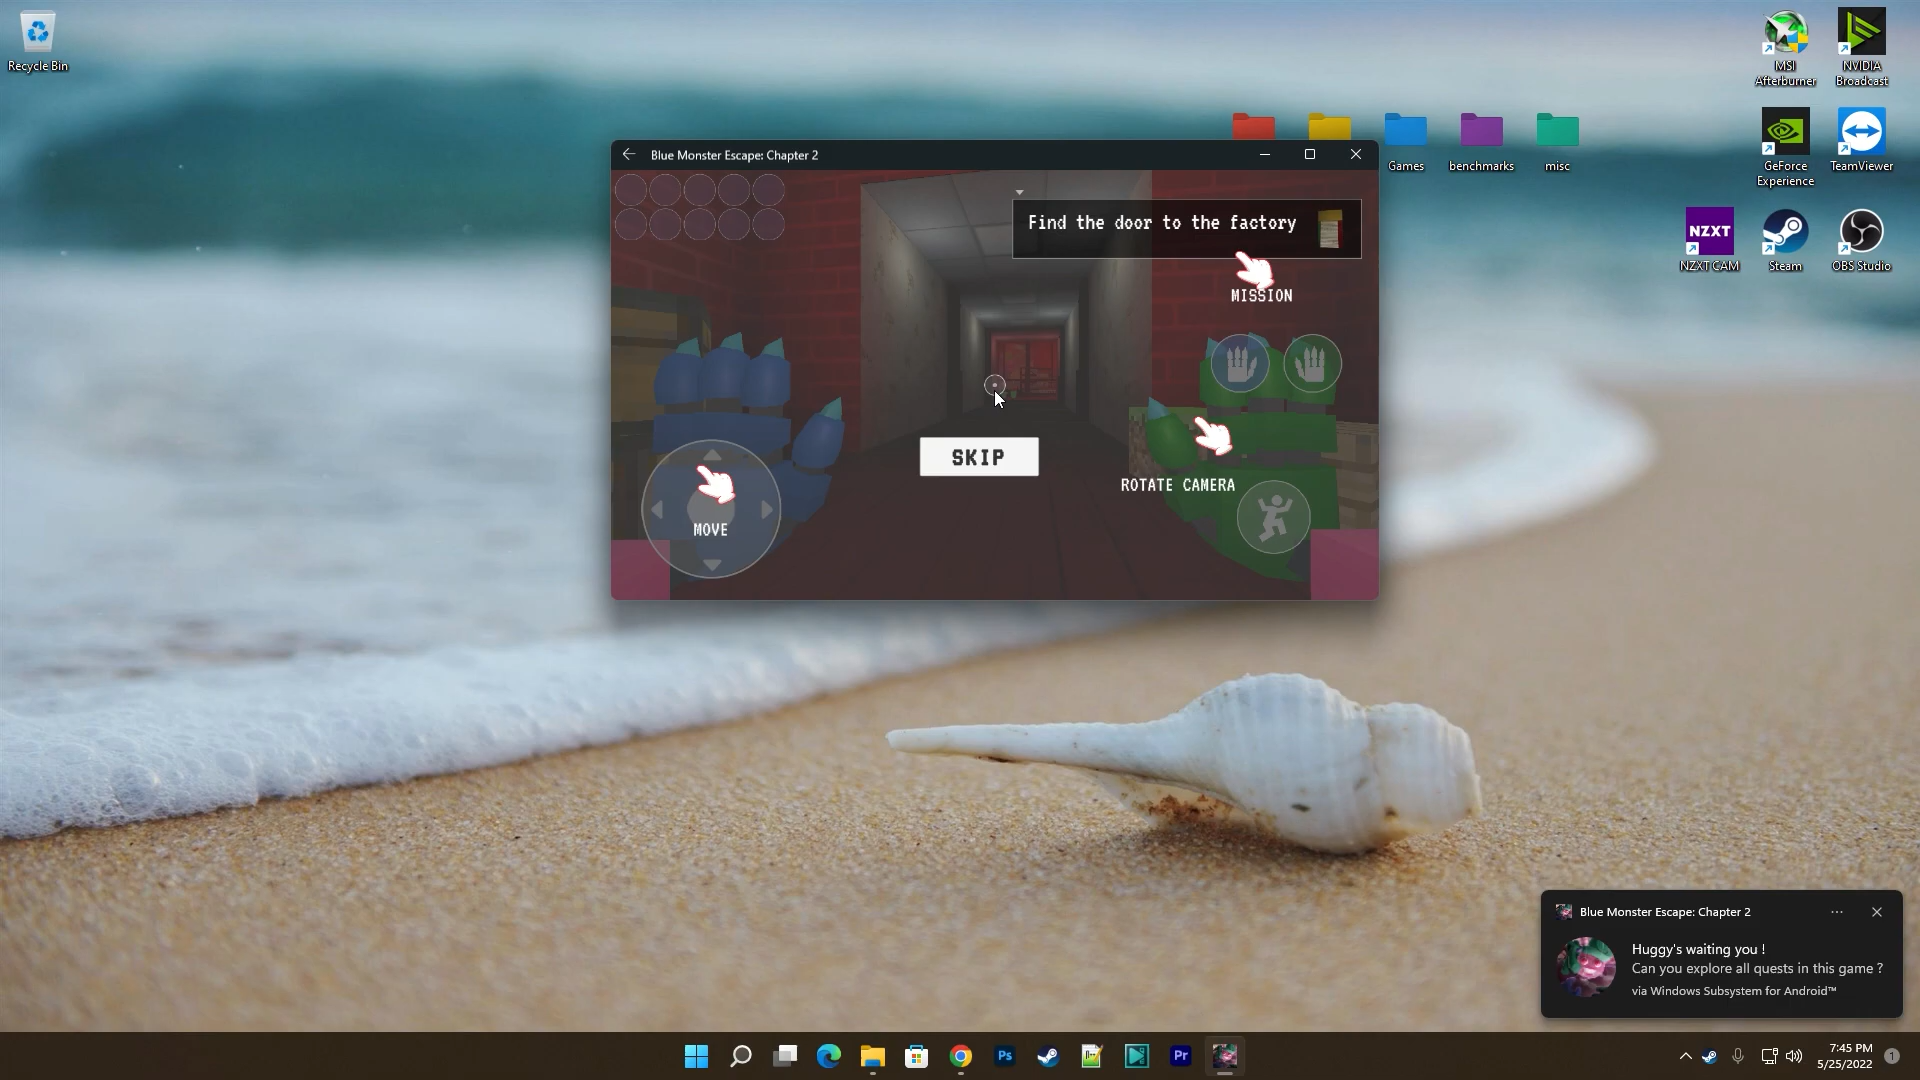 Recycle Bin
MSI
Afterburner
NVIDIA
Broadcast
Games
benchmarks
misc
GeForce
Experience
TeamViewer
NZXT
NZXT CAM
Steam
OBS Studio
Blue Monster Escape: Chapter 2
Find the door to the factory
MISSION
SKIP
ROTATE CAMERA
MOVE
Blue Monster Escape: Chapter 2
Huggy's waiting you !
Can you explore all quests in this game ?
via Windows Subsystem for Android™
Ps
Pr
7:45 PM
5/25/2022
1